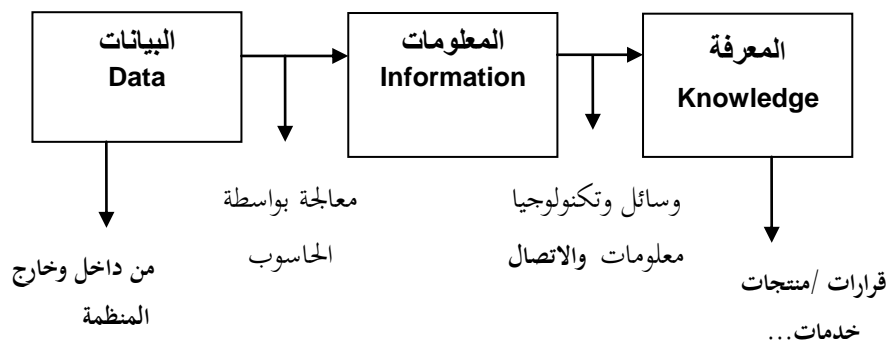 البيانات
Data
المعلومات
Information
المعرفة
Knowledge
معالجة بواسطة
الحاسوب
وسائل وتكنولوجيا
معلومات والاتصال
من داخل وخارج
المنظمة
قرارات /منتجات
خدمات...